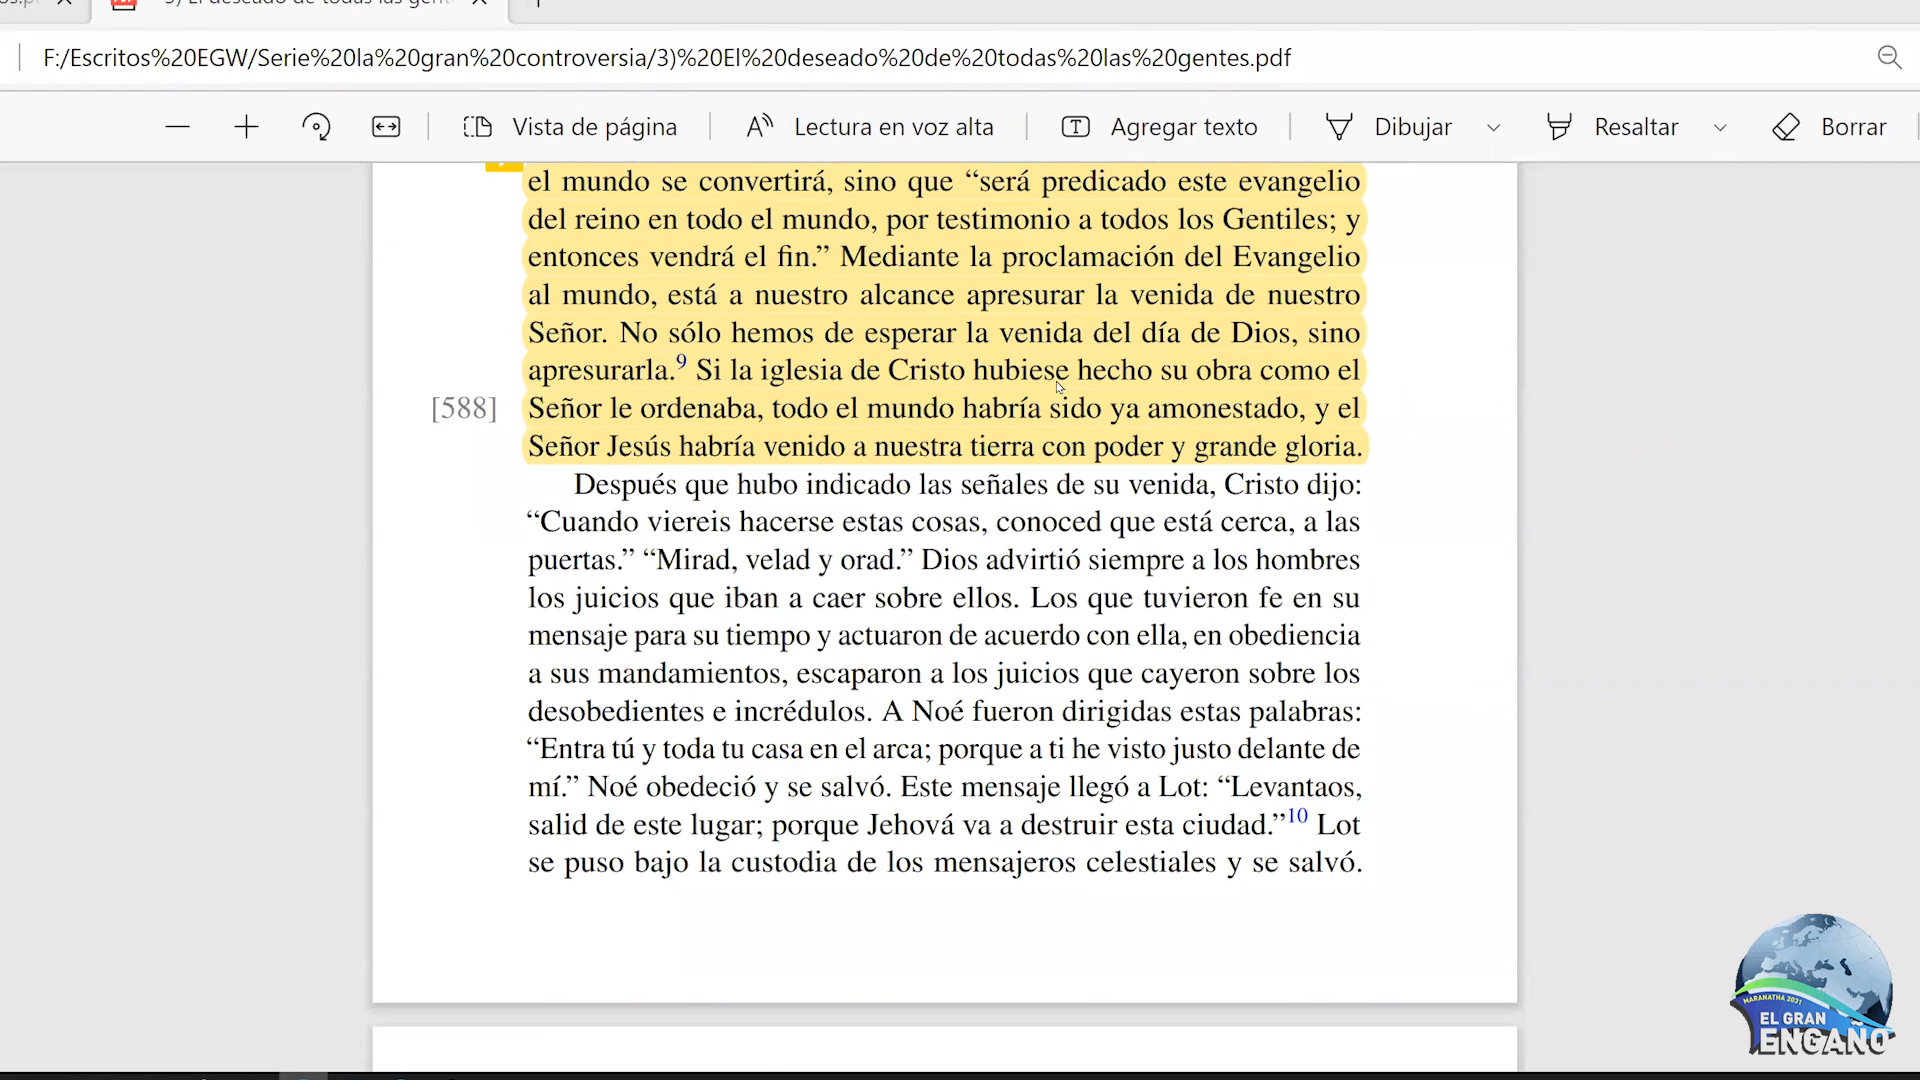 3) El deseado de todas las gent
F:/Escritos%20EGW/Serie%20la%20gran%20controversia/3)%20El%20deseado%20de%20todas%20las%20gentes.pdf
Vista de página
Lectura en voz alta
Agregar texto
Dibujar
Resaltar
Borrar
el mundo se convertirá, sino que “será predicado este evangelio
del reino en todo el mundo, por testimonio a todos los Gentiles; y
entonces vendrá el fin.” Mediante la proclamación del Evangelio
al mundo, está a nuestro alcance apresurar la venida de nuestro
Señor. No sólo hemos de esperar la venida del día de Dios, sino
apresurarla.9 Si la iglesia de Cristo hubiese hecho su obra como el
[588] Señor le ordenaba, todo el mundo habría sido ya amonestado, y el
Señor Jesús habría venido a nuestra tierra con poder y grande gloria.
Después que hubo indicado las señales de su venida, Cristo dijo:
“Cuando viereis hacerse estas cosas, conoced que está cerca, a las
puertas.” “Mirad, velad y orad.” Dios advirtió siempre a los hombres
los juicios que iban a caer sobre ellos. Los que tuvieron fe en su
mensaje para su tiempo y actuaron de acuerdo con ella, en obediencia
a sus mandamientos, escaparon a los juicios que cayeron sobre los
desobedientes e incrédulos. A Noé fueron dirigidas estas palabras:
“Entra tú y toda tu casa en el arca; porque a ti he visto justo delante de
mí.” Noé obedeció y se salvó. Este mensaje llegó a Lot: “Levantaos,
salid de este lugar; porque Jehová va a destruir esta ciudad.”10 Lot
se puso bajo la custodia de los mensajeros celestiales y se salvó.
MARANATHA 2021
EL GRAN
ENGAÑO